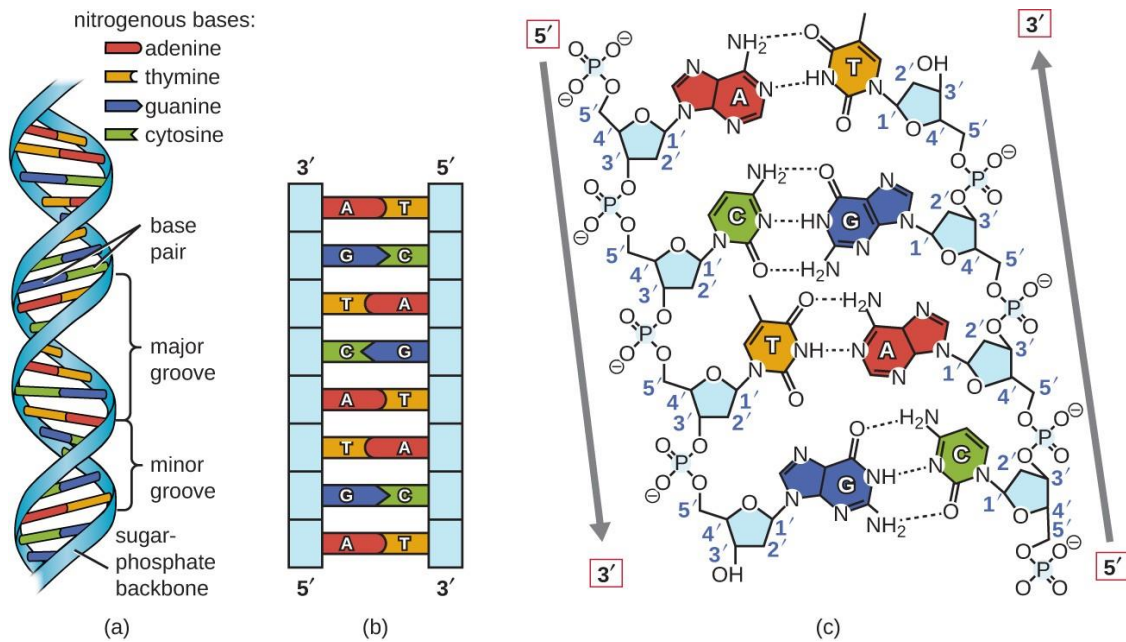 nitrogenous bases:
adenine
thymine
guanine
cytosine
base
pair
major
groove
minor
groove
sugar-
phosphate
backbone
(a)
3′ 5′
A T
G C
T A
C G
A T
T A
G C
A T
5′ 3′
(b)
5′ 3′
O P O⊖
⊖O O
NH₂ O
N N
A N HN T
N N O N
O 5′ 4′ O 1′ 3′ 2′
2′ OH 3′ 1′ O 4′ 5′
O P O⊖
⊖O O
NH₂ O
N
C N HN G N
N O H₂N N N
O 5′ 4′ O 1′ 3′ 2′
2′ 3′ 1′ O 4′ 5′
O P O⊖
⊖O O
O H₂N
N
T NH N A
N O N N
O 5′ 4′ O 1′ 3′ 2′
2′ 3′ 1′ O 4′ 5′
O P O⊖
⊖O O
O H₂N
N
G NH N C
N N NH₂ O N
O 5′ 4′ O 1′ 3′ 2′
OH
2′ 3′ 1′ O 4′ 5′
O P O⊖
O O⊖
3′ 5′
(c)